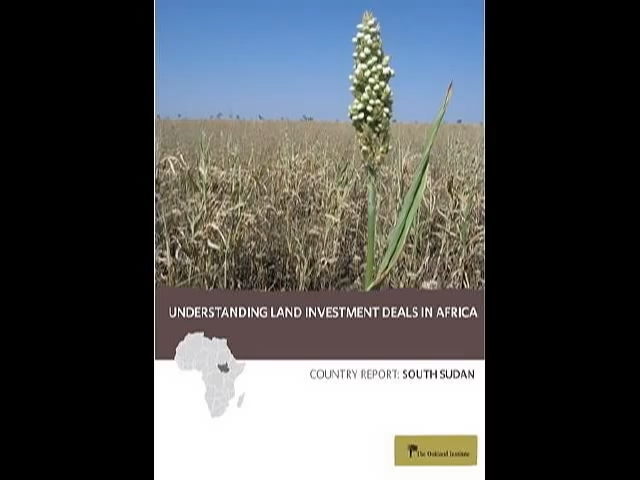 UNDERSTANDING LAND INVESTMENT DEALS IN AFRICA
COUNTRY REPORT: SOUTH SUDAN
The Oakland Institute